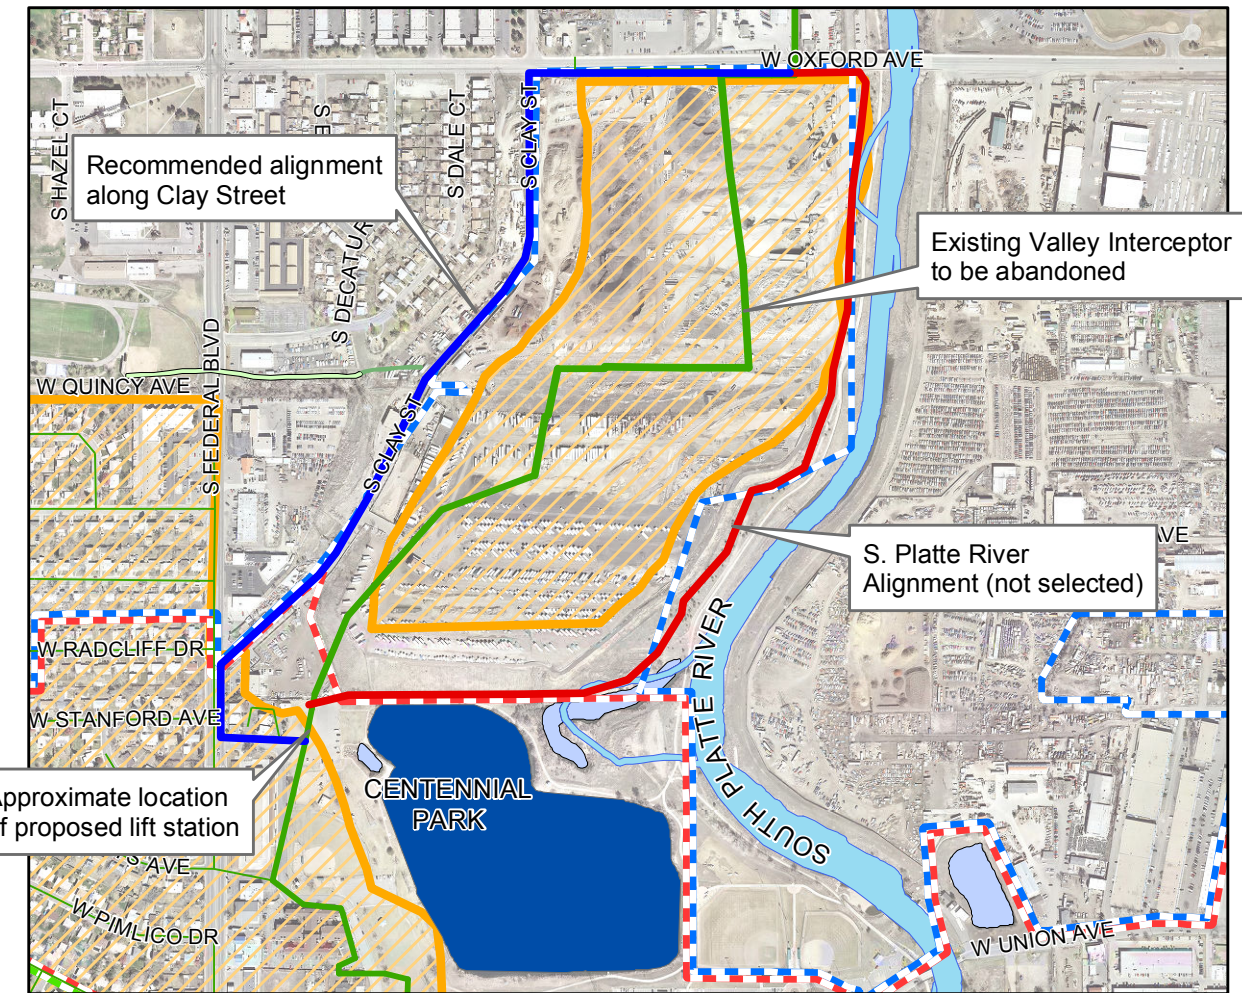 W OXFORD AVE
S HAZEL CT
S DALE CT
S CLAY ST
Recommended alignment
along Clay Street
S DECATUR
Existing Valley Interceptor
to be abandoned
W QUINCY AVE
S FEDERAL BLVD
S CLAY ST
S. Platte River
Alignment (not selected)
AVE
W RADCLIFF DR
W STANFORD AVE
SOUTH PLATTE RIVER
CENTENNIAL
PARK
pproximate location
f proposed lift station
S AVE
W PIMLICO DR
W UNION AVE